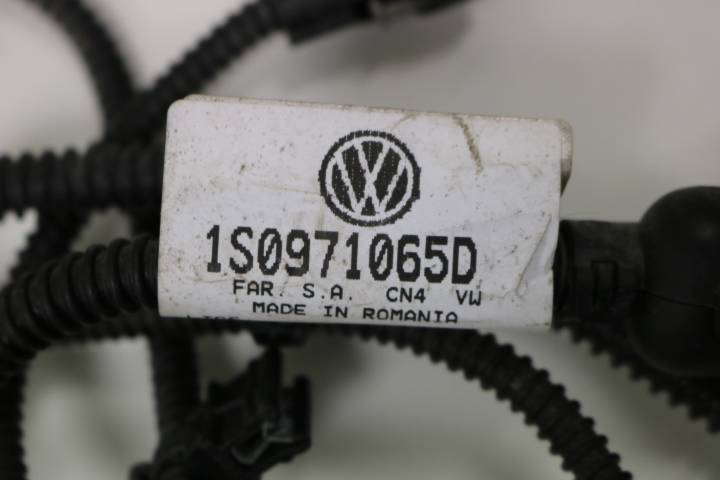 1S0971065D
FAR. S.A. CN4 VW
MADE IN ROMANIA